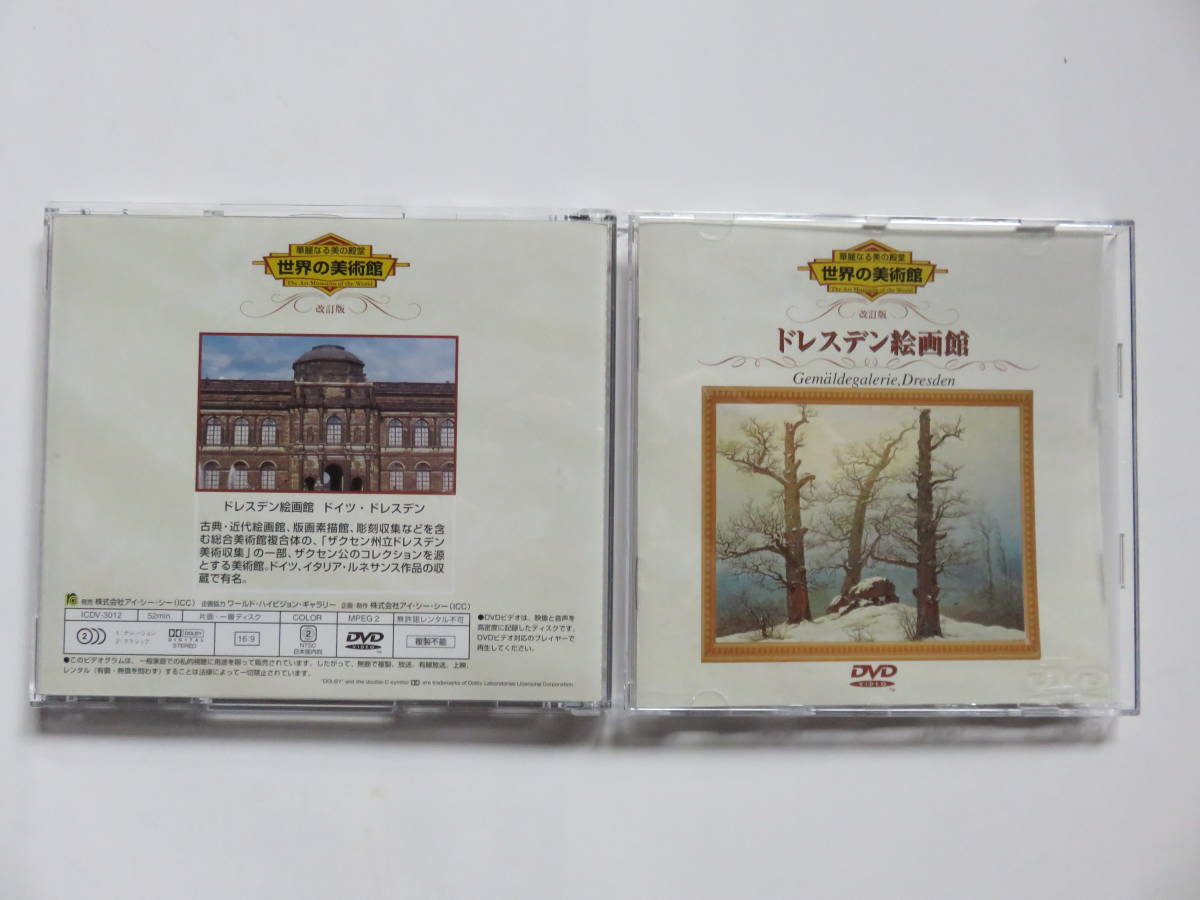 華麗なる美の殿堂
世界の美術館
The Art Museums of the World
改訂版
ドレスデン絵画館 ドイツ・ドレスデン
古典・近代絵画館、版画素描館、彫刻収集などを含
む総合美術館複合体の、「ザクセン州立ドレスデン
美術収集」の一部、ザクセン公のコレクションを源
とする美術館。ドイツ、イタリア・ルネサンス作品の収
蔵で有名。
発売 株式会社アイ・シー・シー(ICC) 企画協力 ワールド・ハイビジョン・ギャラリー 企画・制作 株式会社アイ・シー・シー(ICC)
ICDV-3012 52min. 片面・一層ディスク COLOR MPEG 2 無許諾レンタル不可
2 1:ナレーション 2:クラシック DOLBY DIGITAL STEREO 16:9 2 NTSC 日本国内向 DVD VIDEO 複製不能
●DVDビデオは、映像と音声を
高密度に記録したディスクです。
DVDビデオ対応のプレイヤーで
再生してください。
●このビデオグラムは、一般家庭での私的視聴に用途を限って販売されています。したがって、無断で複製、放送、有線放送、上映、
レンタル(有償・無償を問わず)することは法律によって一切禁止されています。
"DOLBY" and the double-D symbol are trademarks of Dolby Laboratories Licensing Corporation.
華麗なる美の殿堂
世界の美術館
The Art Museums of the World
改訂版
ドレスデン絵画館
Gemäldegalerie,Dresden
DVD
VIDEO
TM
DVD